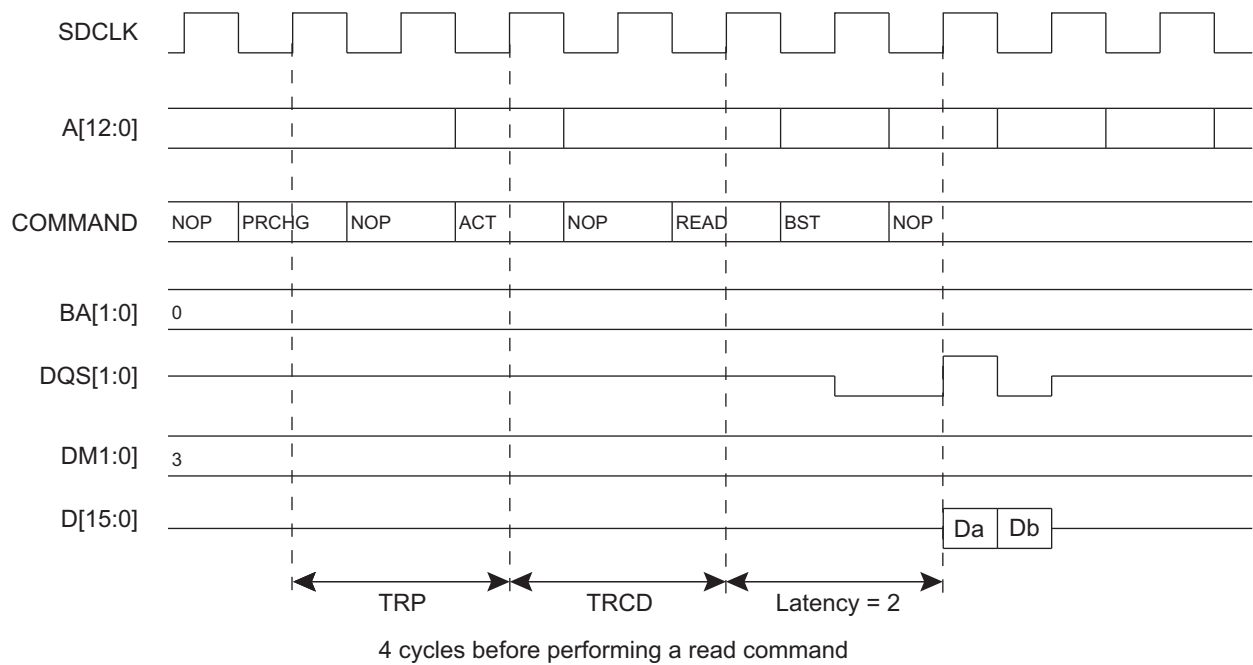 SDCLK
A[12:0]
COMMAND NOP PRCHG NOP ACT NOP READ BST NOP
BA[1:0] 0
DQS[1:0]
DM1:0] 3
D[15:0] Da Db
TRP TRCD Latency = 2
4 cycles before performing a read command